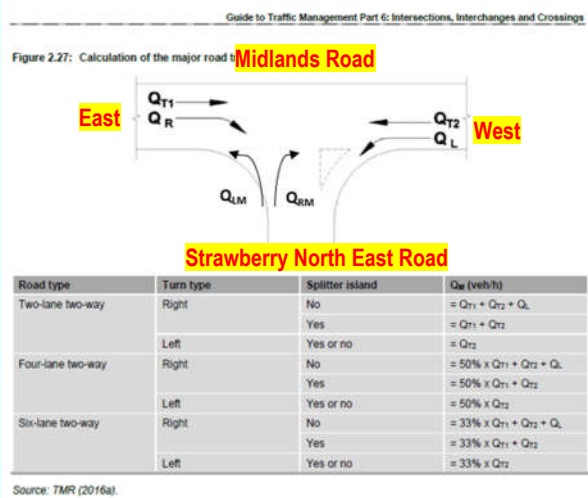 Guide to Traffic Management Part 6: Intersections, Interchanges and Crossings
Figure 2.27: Calculation of the major road t
Midlands Road
QT1
East
QR
QT2
West
QL
QLM
QRM
Strawberry North East Road
Road type Turn type Splitter island QM (veh/h)
Two-lane two-way Right No = QT1 + QT2 + QL
Yes = QT1 + QT2
Left Yes or no = QT2
Four-lane two-way Right No = 50% x QT1 + QT2 + QL
Yes = 50% x QT1 + QT2
Left Yes or no = 50% x QT2
Six-lane two-way Right No = 33% x QT1 + QT2 + QL
Yes = 33% x QT1 + QT2
Left Yes or no = 33% x QT2
Source: TMR (2016a).